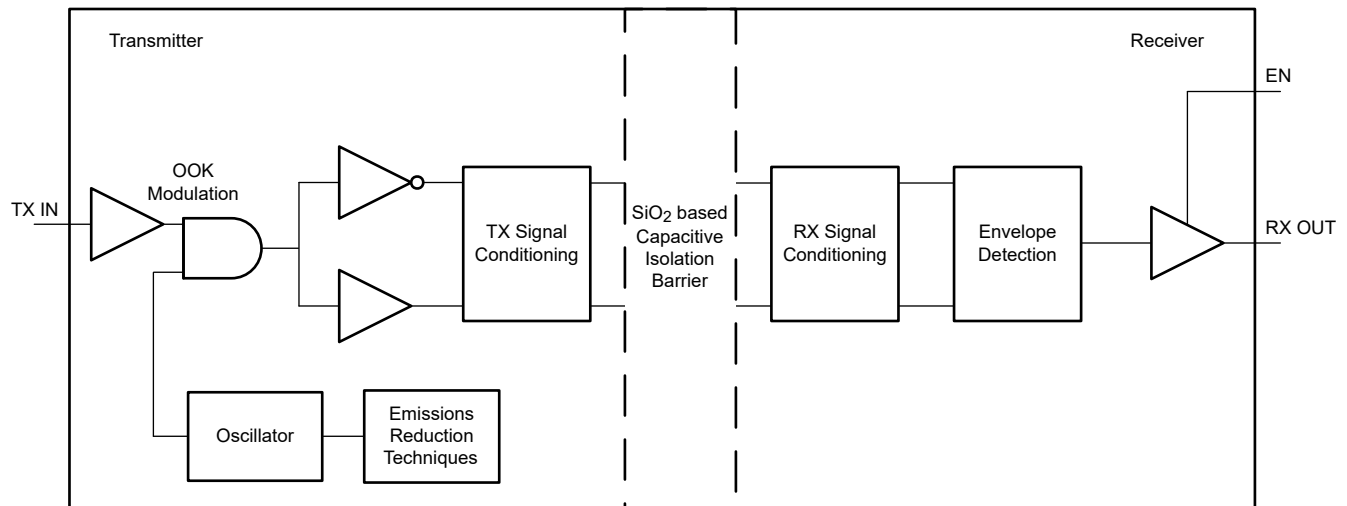 Transmitter
Receiver
EN
OOK
Modulation
TX IN
TX Signal
Conditioning
SiO2 based
Capacitive
Isolation
Barrier
RX Signal
Conditioning
Envelope
Detection
RX OUT
Oscillator
Emissions
Reduction
Techniques